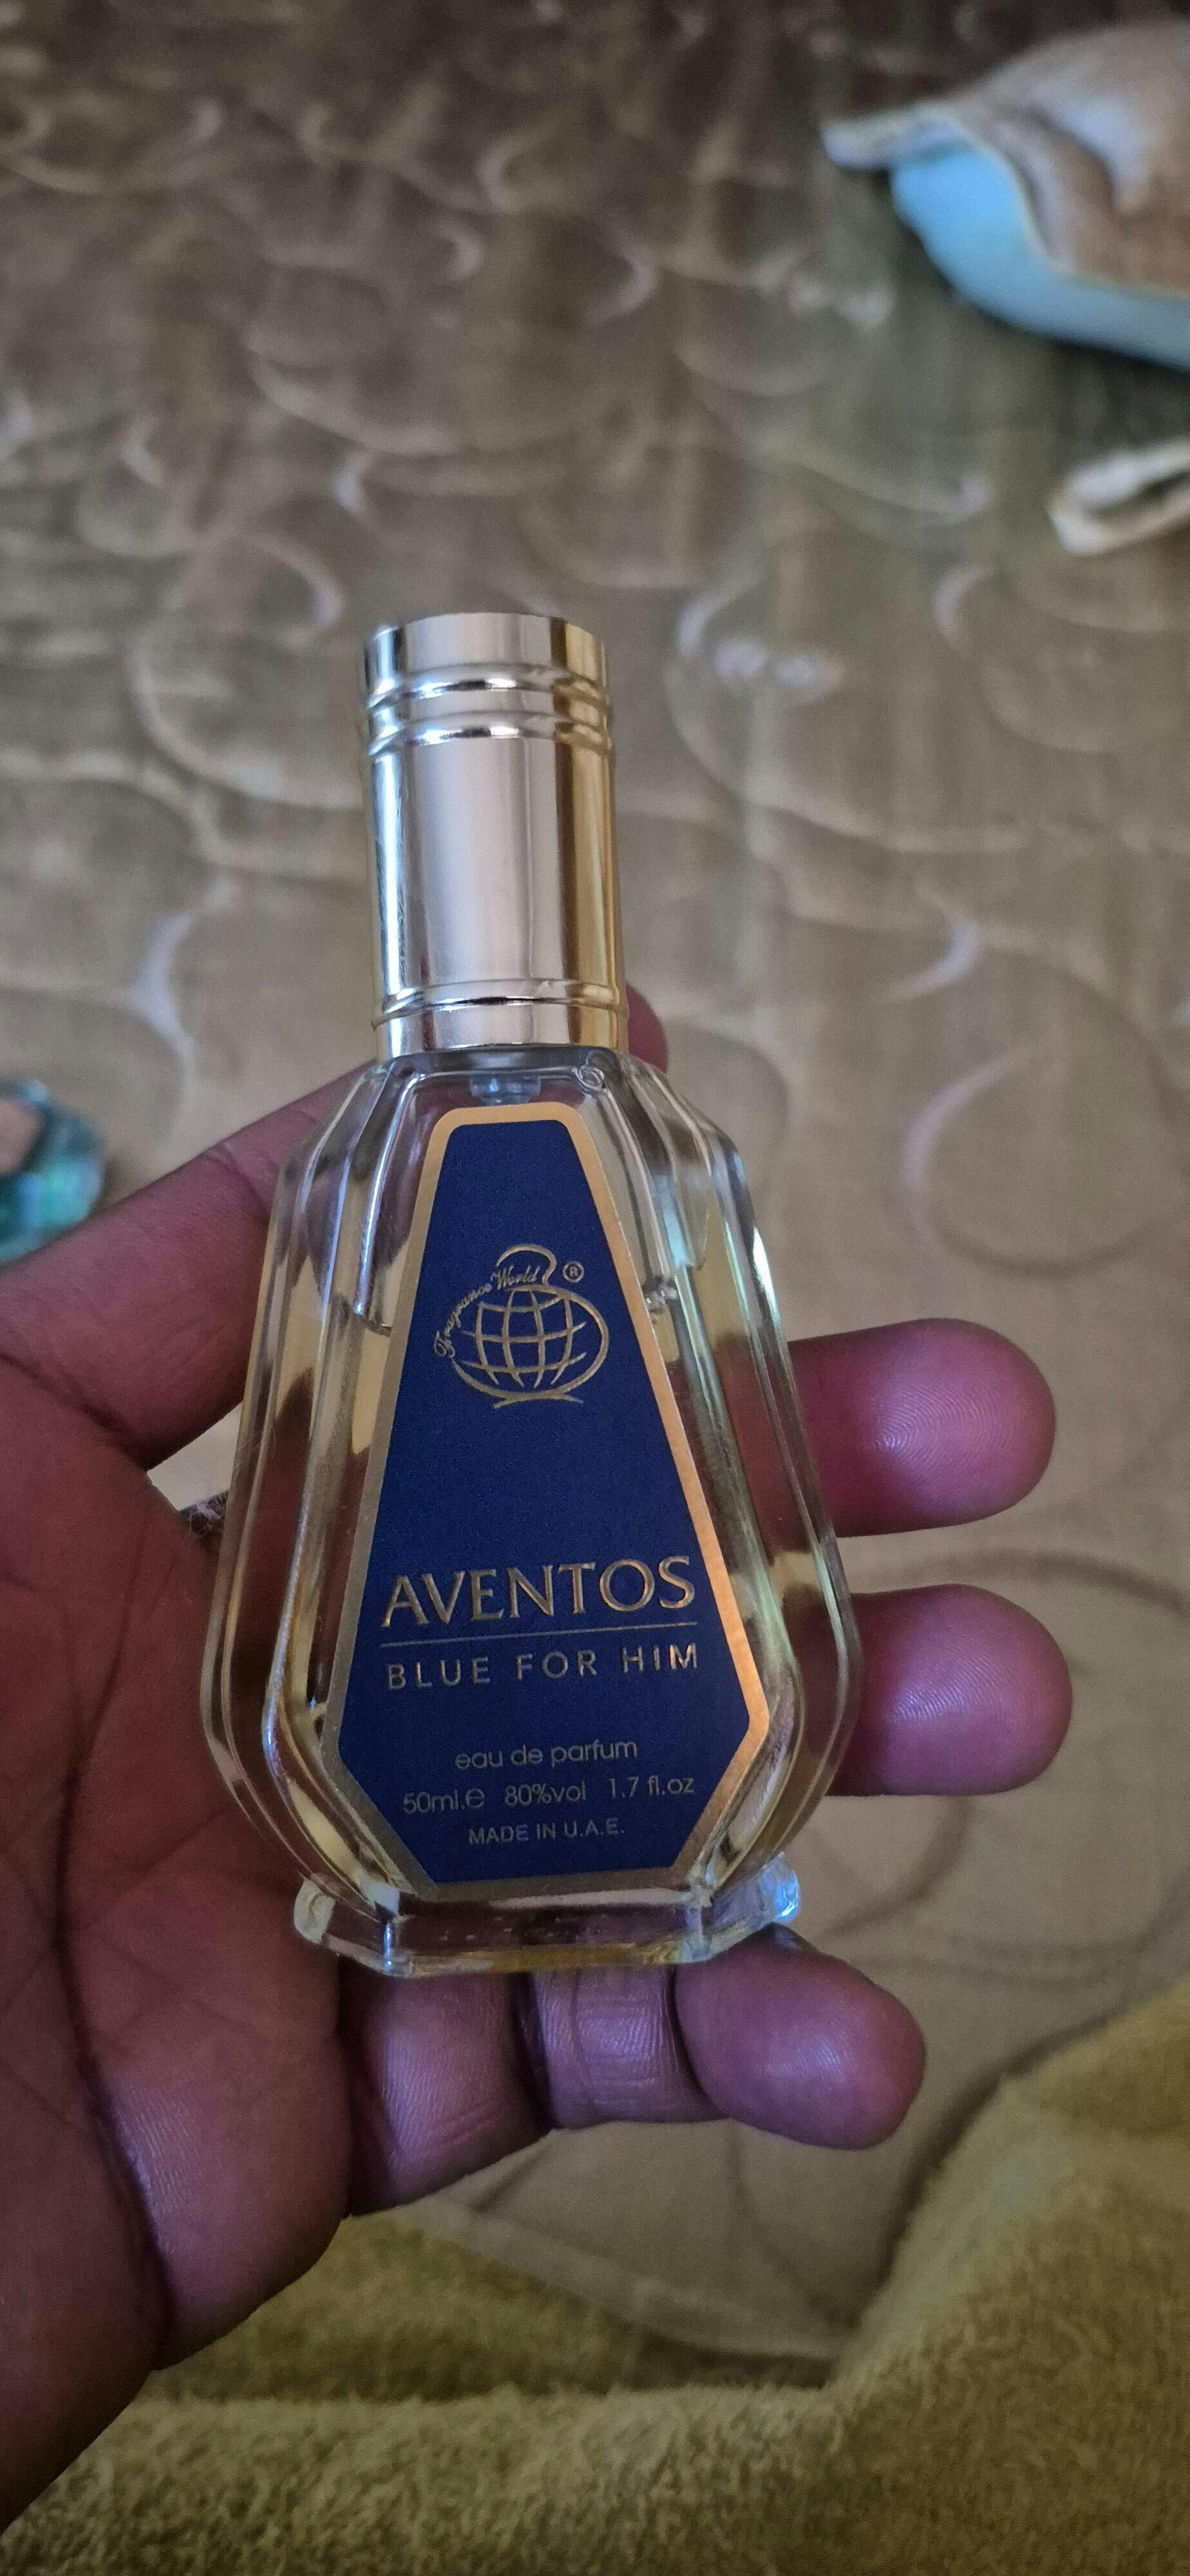 Fragrance World ®
AVENTOS
BLUE FOR HIM
eau de parfum
50ml.e 80%vol 1.7 fl.oz
MADE IN U.A.E.